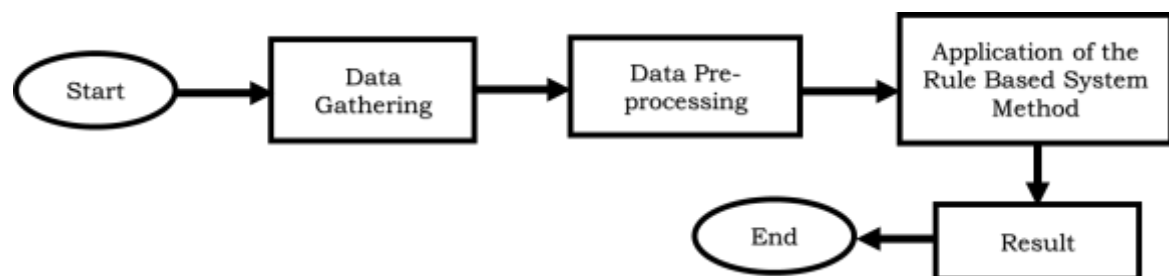 Start
Data
Gathering
Data Pre-
processing
Application of the
Rule Based System
Method
Result
End